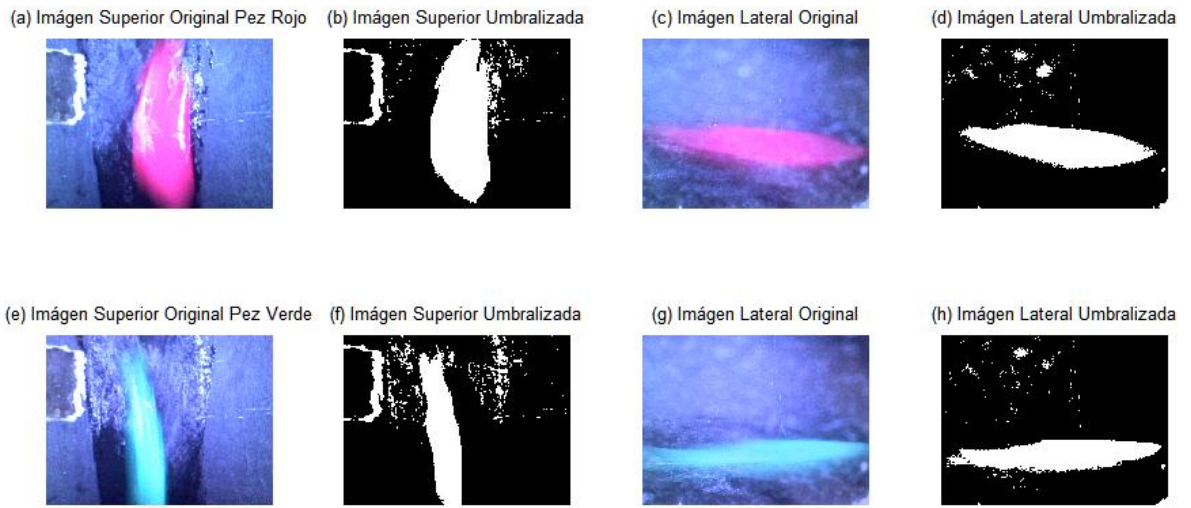 (a) Imágen Superior Original Pez Rojo
(b) Imágen Superior Umbralizada
(c) Imágen Lateral Original
(d) Imágen Lateral Umbralizada
(e) Imágen Superior Original Pez Verde
(f) Imágen Superior Umbralizada
(g) Imágen Lateral Original
(h) Imágen Lateral Umbralizada